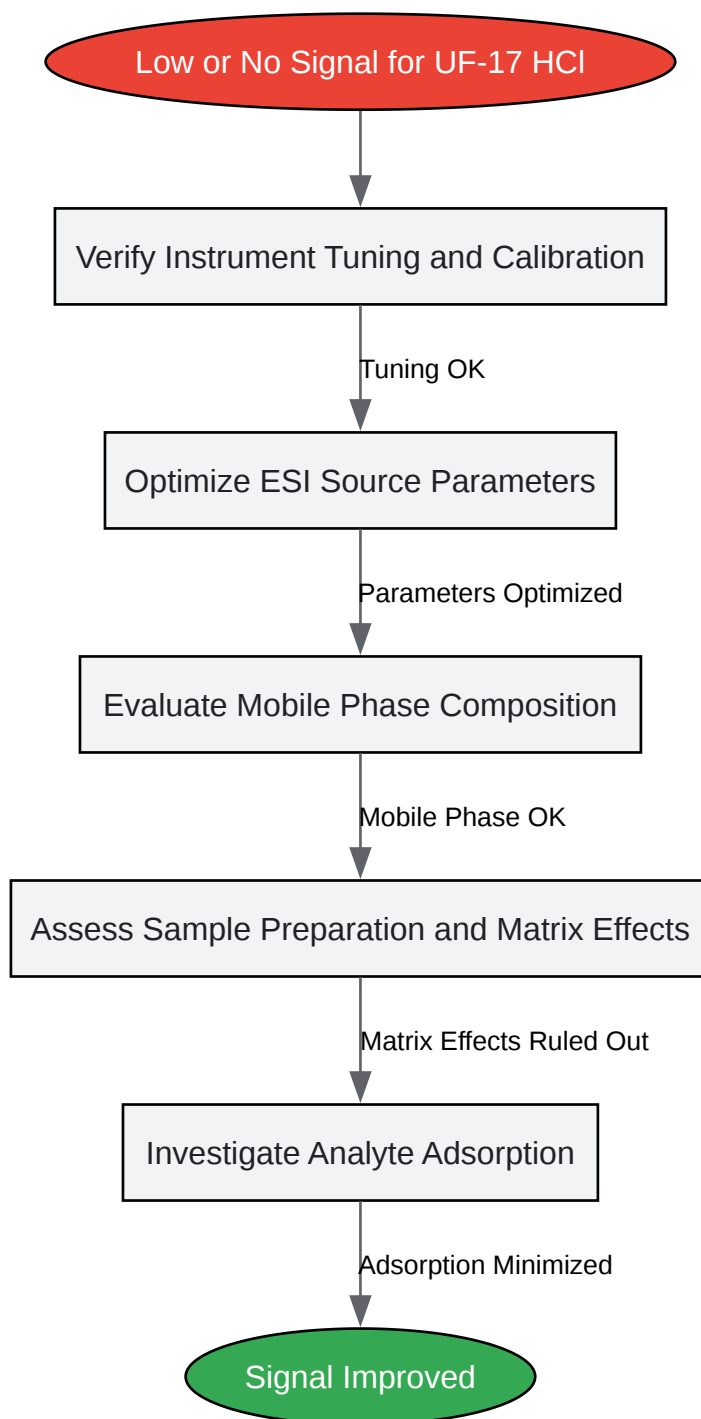 Low or No Signal for UF-17 HCl
Verify Instrument Tuning and Calibration
Tuning OK
Optimize ESI Source Parameters
Parameters Optimized
Evaluate Mobile Phase Composition
Mobile Phase OK
Assess Sample Preparation and Matrix Effects
Matrix Effects Ruled Out
Investigate Analyte Adsorption
Adsorption Minimized
Signal Improved